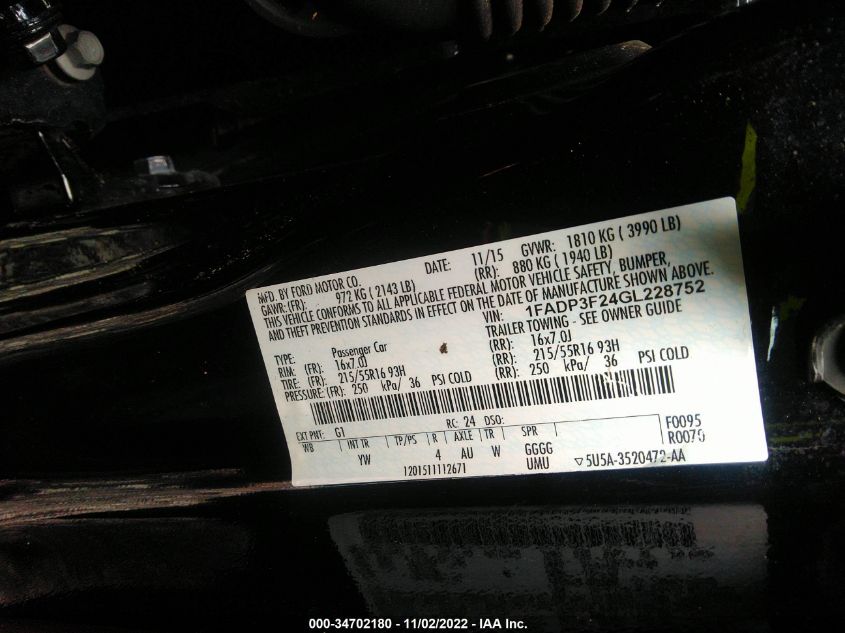 MFD. BY FORD MOTOR CO. DATE: 11/15 GVWR: 1810 KG ( 3990 LB)
GAWR:(FR): 972 KG ( 2143 LB) (RR): 880 KG ( 1940 LB)
THIS VEHICLE CONFORMS TO ALL APPLICABLE FEDERAL MOTOR VEHICLE SAFETY, BUMPER,
AND THEFT PREVENTION STANDARDS IN EFFECT ON THE DATE OF MANUFACTURE SHOWN ABOVE.
VIN: 1FADP3F24GL228752
TYPE: Passenger Car TRAILER TOWING - SEE OWNER GUIDE
RIM: (FR): 16x7.0J (RR): 16x7.0J
TIRE: (FR): 215/55R16 93H (RR): 215/55R16 93H
PRESSURE:(FR): 250 kPa/ 36 PSI COLD (RR): 250 kPa/ 36 PSI COLD
EXT PNT: G1 RC: 24 DSO: F0095
WB INT TR TP/PS R AXLE TR SPR R0070
YW 4 AU W GGGG
1201511112671 UMU ▽5U5A-3520472-AA
000-34702180 - 11/02/2022 - IAA Inc.